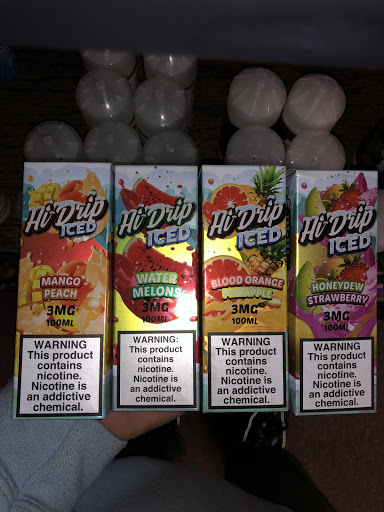 Hi Drip
ICED
MANGO
PEACH
3MG
100ML
WARNING:
This product
contains
nicotine.
Nicotine is
an addictive
chemical.
Hi Drip
ICED
WATER
MELONS
3MG
100ML
WARNING:
This product
contains
nicotine.
Nicotine is
an addictive
chemical.
Hi Drip
ICED
BLOOD ORANGE
PINEAPPLE
3MG
100ML
WARNING:
This product
contains
nicotine.
Nicotine is
an addictive
chemical.
Hi Drip
ICED
HONEYDEW
STRAWBERRY
3MG
100ML
WARNING:
This product
contains
nicotine.
Nicotine is
an addictive
chemical.